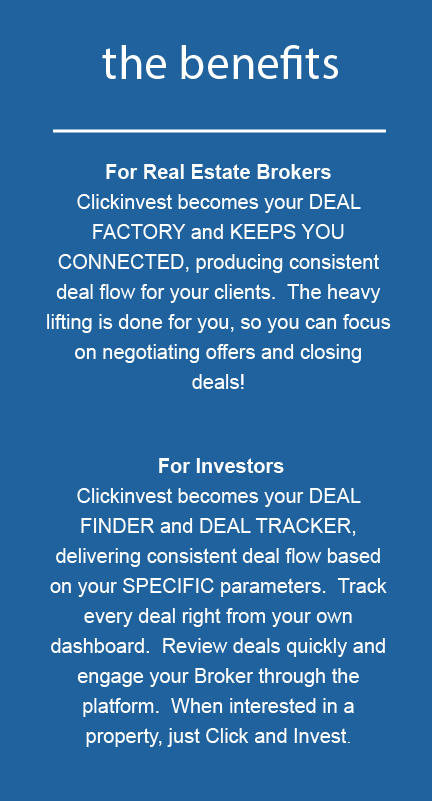 the benefits
For Real Estate Brokers
Clickinvest becomes your DEAL
FACTORY and KEEPS YOU
CONNECTED, producing consistent
deal flow for your clients.  The heavy
lifting is done for you, so you can focus
on negotiating offers and closing
deals!
For Investors
Clickinvest becomes your DEAL
FINDER and DEAL TRACKER,
delivering consistent deal flow based
on your SPECIFIC parameters.  Track
every deal right from your own
dashboard.  Review deals quickly and
engage your Broker through the
platform.  When interested in a
property, just Click and Invest.